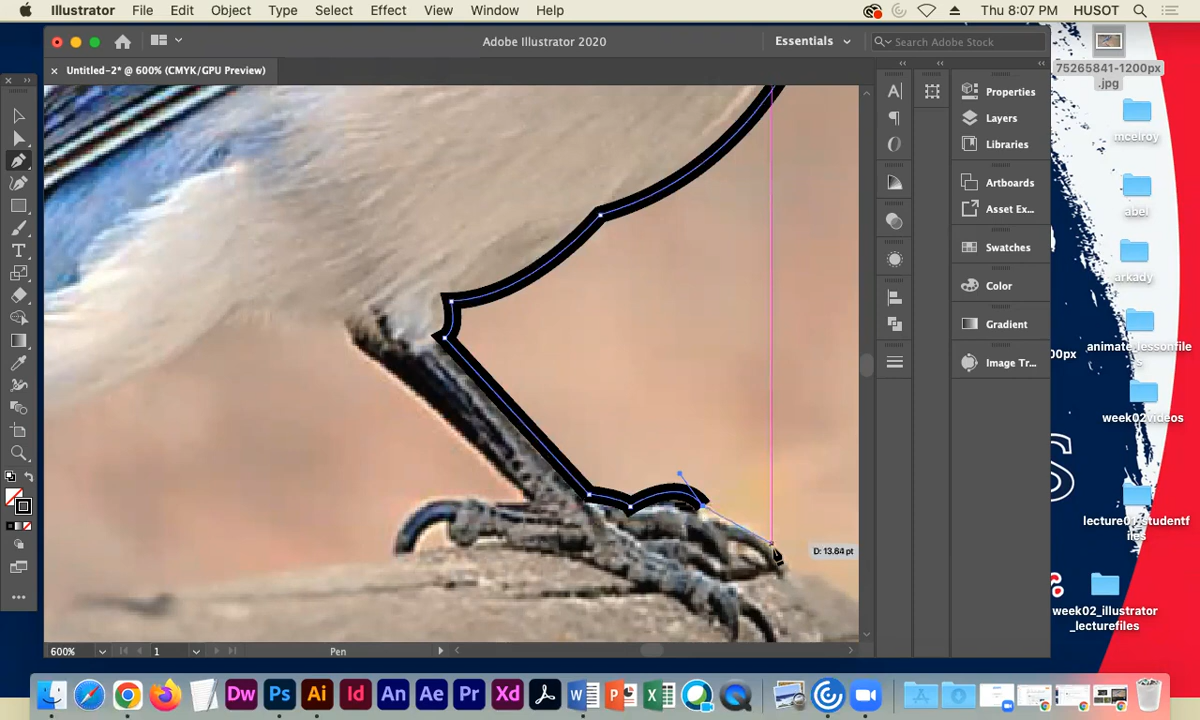 Illustrator File Edit Object Type Select Effect View Window Help Thu 8:07 PM HUSOT
Adobe Illustrator 2020 Essentials Search Adobe Stock
Untitled-2* @ 600% (CMYK/GPU Preview)
75265841-1200px
.jpg
Properties
Layers
Libraries
Artboards
Asset Ex...
Swatches
Color
Gradient
Image Tr...
mcelroy
abel
arkady
animate.lessonfile
s
00px
week02videos
S
week02_illustrator
_lecturefiles
D: 13.64 pt
600% 1 Pen
Dw Ps Ai Id An Ae Pr Xd W P X